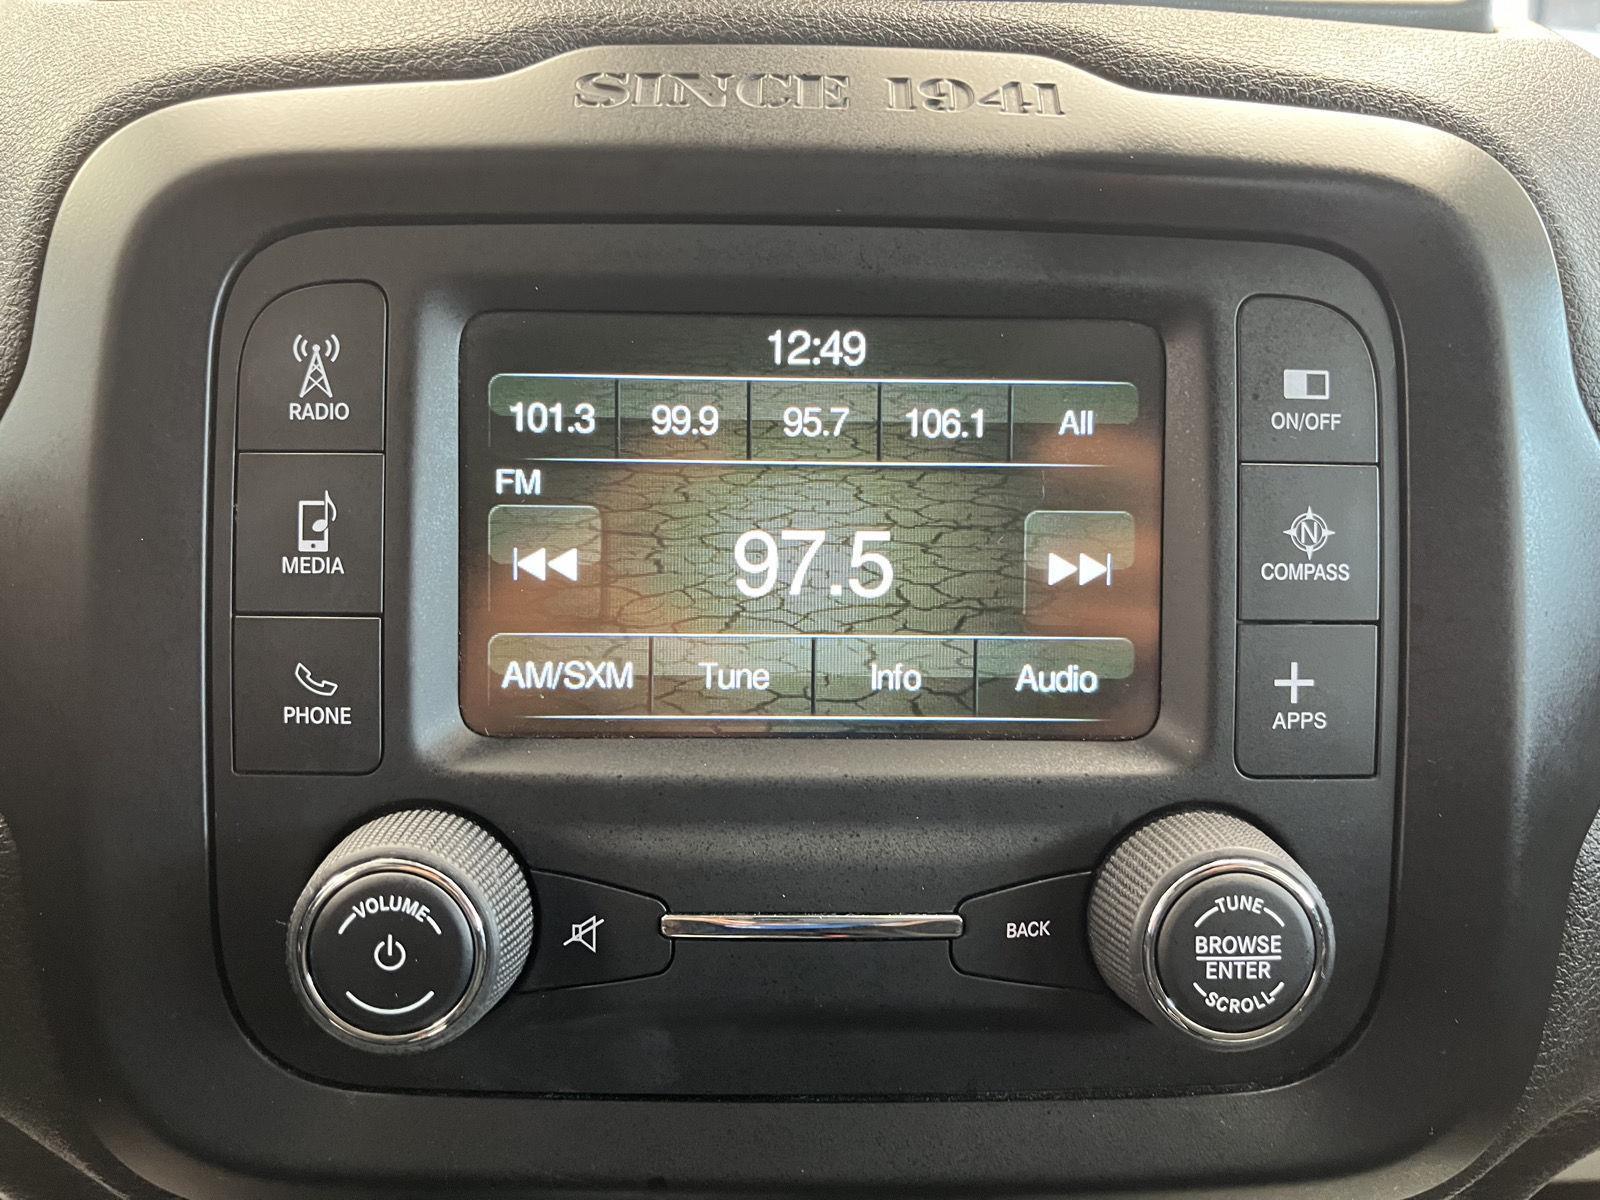 SINCE 1941
12:49
101.3 99.9 95.7 106.1 All
FM
97.5
AM/SXM Tune Info Audio
RADIO
MEDIA
PHONE
ON/OFF
N
COMPASS
APPS
VOLUME
BACK
TUNE
BROWSE
ENTER
SCROLL